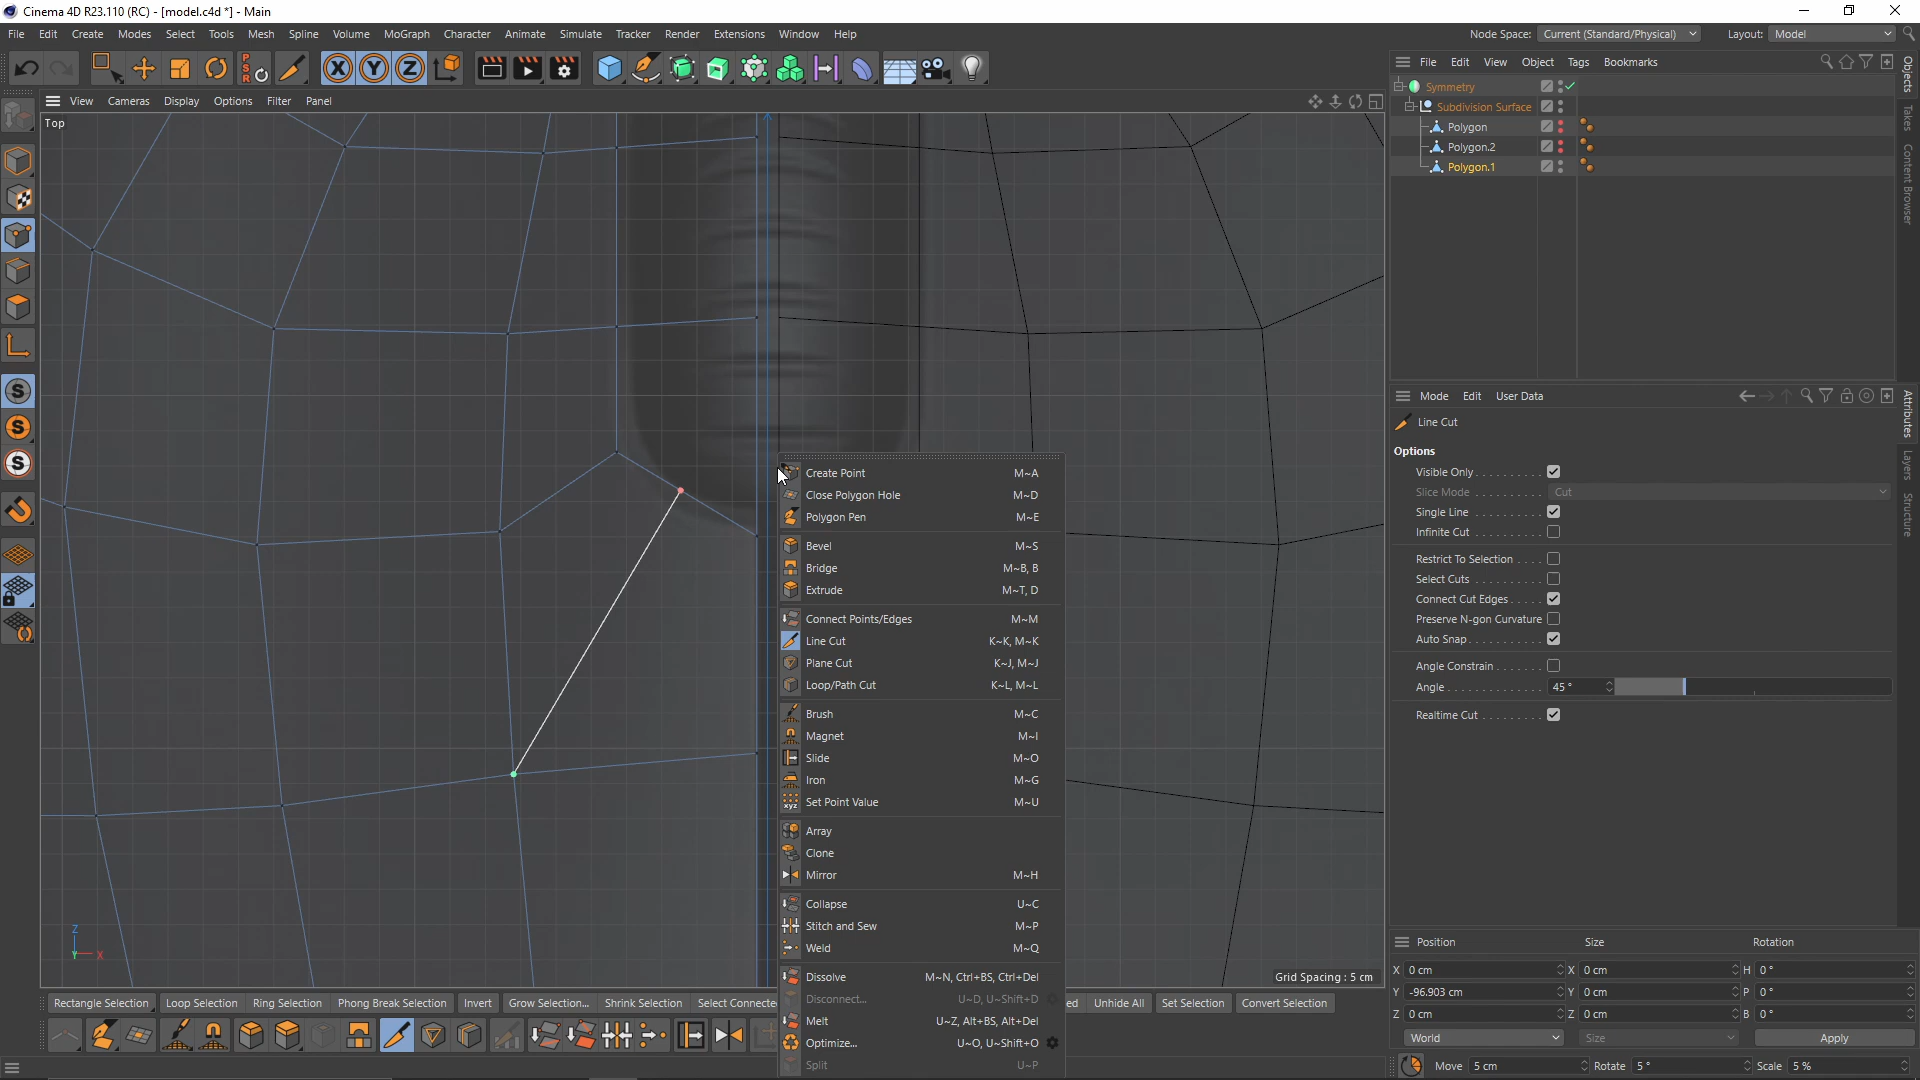 Cinema 4D R23.110 (RC) - [model.c4d *] - Main
File Edit Create Modes Select Tools Mesh Spline Volume MoGraph Character Animate Simulate Tracker Render Extensions Window Help
Node Space: Current (Standard/Physical) Layout: Model
P S R
X Y Z
View Cameras Display Options Filter Panel
Top
File Edit View Object Tags Bookmarks
Symmetry
Subdivision Surface
Polygon
Polygon.2
Polygon.1
Objects
Takes
Content Browser
Attributes
Layers
Structure
Mode Edit User Data
Line Cut
Options
Visible Only
Slice Mode Cut
Single Line
Infinite Cut
Restrict To Selection
Select Cuts
Connect Cut Edges
Preserve N-gon Curvature
Auto Snap
Angle Constrain
Angle 45 °
Realtime Cut
Create Point M~A
Close Polygon Hole M~D
Polygon Pen M~E
Bevel M~S
Bridge M~B, B
Extrude M~T, D
Connect Points/Edges M~M
Line Cut K~K, M~K
Plane Cut K~J, M~J
Loop/Path Cut K~L, M~L
Brush M~C
Magnet M~I
Slide M~O
Iron M~G
Set Point Value M~U
Array
Clone
Mirror M~H
Collapse U~C
Stitch and Sew M~P
Weld M~Q
Dissolve M~N, Ctrl+BS, Ctrl+Del
Disconnect... U~D, U~Shift+D
Melt U~Z, Alt+BS, Alt+Del
Optimize... U~O, U~Shift+O
Split U~P
Z
Y X
Grid Spacing : 5 cm
Rectangle Selection Loop Selection Ring Selection Phong Break Selection Invert Grow Selection... Shrink Selection Select Connecte ed Unhide All Set Selection Convert Selection
Position Size Rotation
X 0 cm X 0 cm H 0 °
Y -96.903 cm Y 0 cm P 0 °
Z 0 cm Z 0 cm B 0 °
World Size Apply
Move 5 cm Rotate 5 ° Scale 5 %